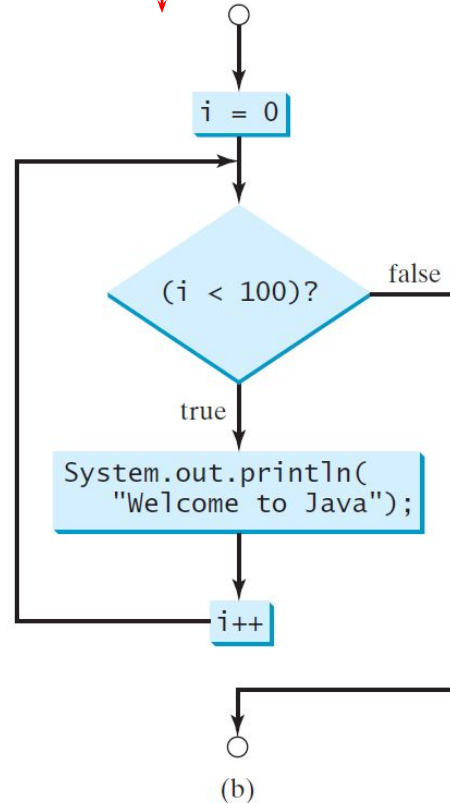 i = 0
(i < 100)?
false
true
System.out.println(
"Welcome to Java");
i++
(b)